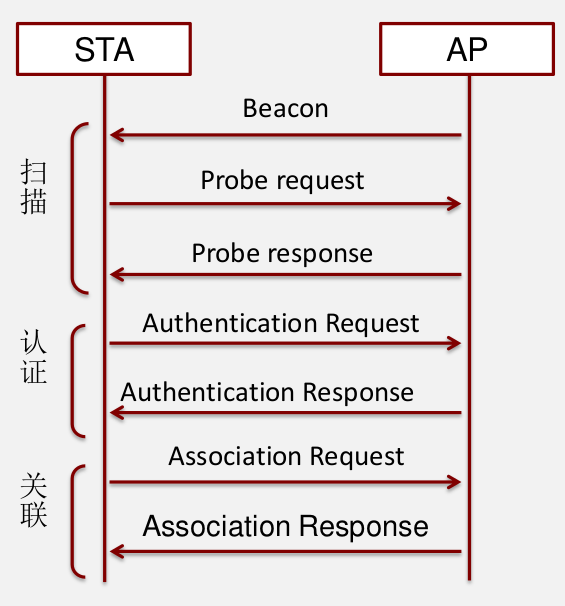 STA
AP
Beacon
扫描
Probe request
Probe response
认证
Authentication Request
Authentication Response
关联
Association Request
Association Response